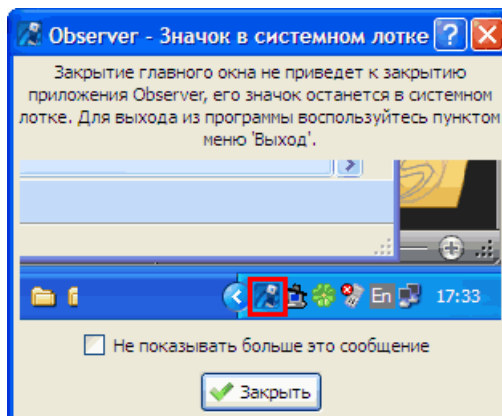 Observer - Значок в системном лотке
Закрытие главного окна не приведет к закрытию
приложения Observer, его значок останется в системном
лотке. Для выхода из программы воспользуйтесь пунктом
меню 'Выход'.
En 17:33
Не показывать больше это сообщение
Закрыть